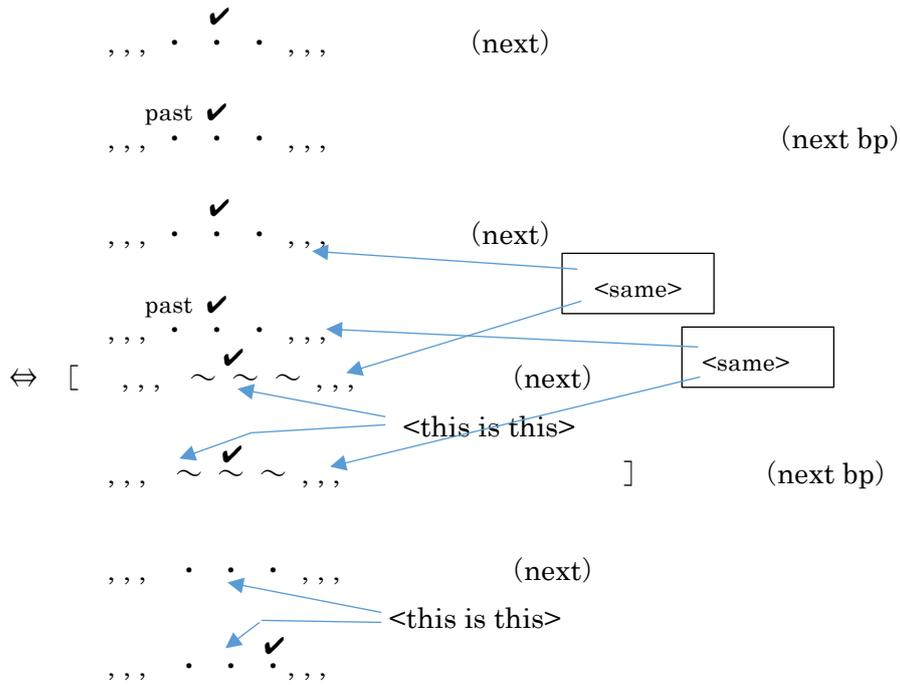 ✔
, , , ・ ・ ・ , , , (next)
past ✔
, , , ・ ・ ・ , , , (next bp)
✔
, , , ・ ・ ・ , , , (next)
<same>
past ✔
, , , ・ ・ ・ , , ,
<same>
✔
⇔ [ , , , ～ ～ ～ , , , (next)
<this is this>
✔
, , , ～ ～ ～ , , , ] (next bp)
, , , ・ ・ ・ , , , (next)
<this is this>
✔
, , , ・ ・ ・ , , ,